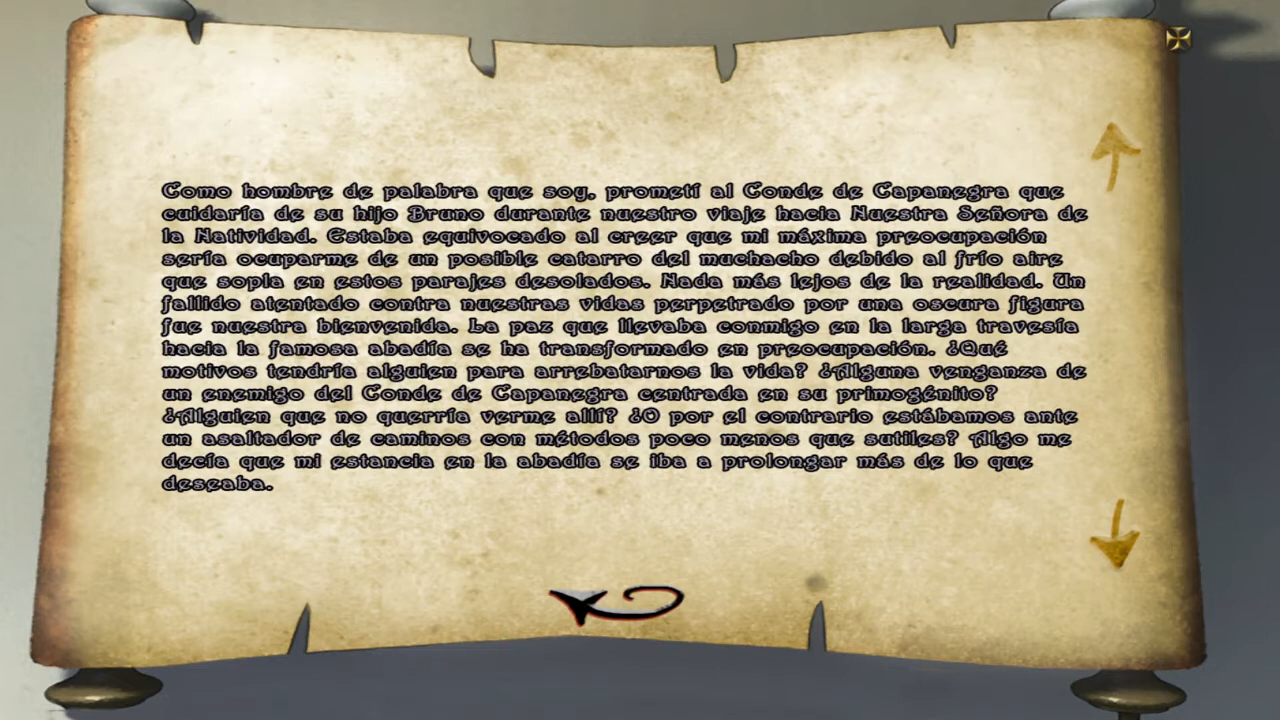 Como hombre de palabra que soy, prometí al Conde de Capanegra que
cuidaría de su hijo Bruno durante nuestro viaje hacia Nuestra Señora de
la Natividad. Estaba equivocado al creer que mi máxima preocupación
sería ocuparme de un posible catarro del muchacho debido al frío aire
que sopla en estos parajes desolados. Nada más lejos de la realidad. Un
fallido atentado contra nuestras vidas perpetrado por una oscura figura
fue nuestra bienvenida. La paz que llevaba conmigo en la larga travesía
hacia la famosa abadía se ha transformado en preocupación. ¿Qué
motivos tendría alguien para arrebatarnos la vida? ¿Alguna venganza de
un enemigo del Conde de Capanegra centrada en su primogénito?
¿Alguien que no querría verme allí? ¿O por el contrario estábamos ante
un asaltador de caminos con métodos poco menos que sutiles? Algo me
decía que mi estancia en la abadía se iba a prolongar más de lo que
deseaba.